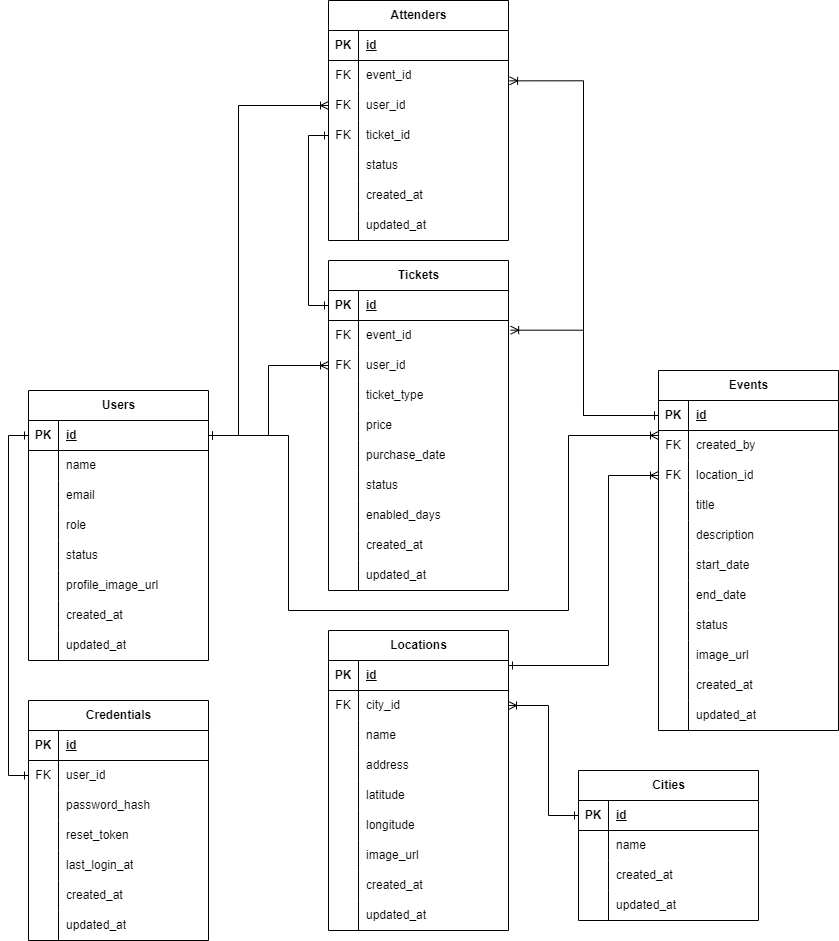 Attenders
PK id
FK event_id
FK user_id
FK ticket_id
status
created_at
updated_at
Tickets
PK id
FK event_id
FK user_id
ticket_type
price
purchase_date
status
enabled_days
created_at
updated_at
Users
PK id
name
email
role
status
profile_image_url
created_at
updated_at
Events
PK id
FK created_by
FK location_id
title
description
start_date
end_date
status
image_url
created_at
updated_at
Credentials
PK id
FK user_id
password_hash
reset_token
last_login_at
created_at
updated_at
Locations
PK id
FK city_id
name
address
latitude
longitude
image_url
created_at
updated_at
Cities
PK id
name
created_at
updated_at